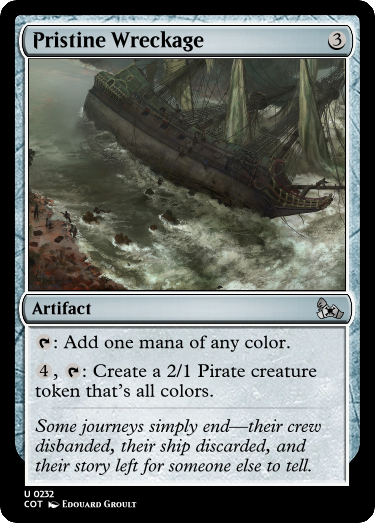 Pristine Wreckage 3
Artifact
: Add one mana of any color.
4, : Create a 2/1 Pirate creature
token that's all colors.
Some journeys simply end—their crew
disbanded, their ship discarded, and
their story left for someone else to tell.
U 0232
COT Edouard Groult